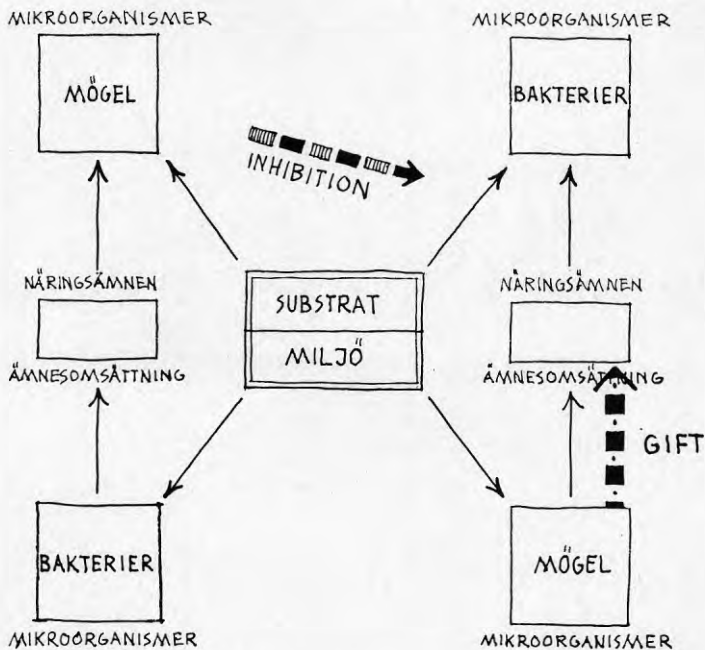 MIKROORGANISMER
MÖGEL
MIKROORGANISMER
BAKTERIER
INHIBITION
NÄRINGSÄMNEN
ÄMNESOMSÄTTNING
SUBSTRAT
MILJÖ
NÄRINGSÄMNEN
ÄMNESOMSÄTTNING
GIFT
BAKTERIER
MIKROORGANISMER
MÖGEL
MIKROORGANISMER